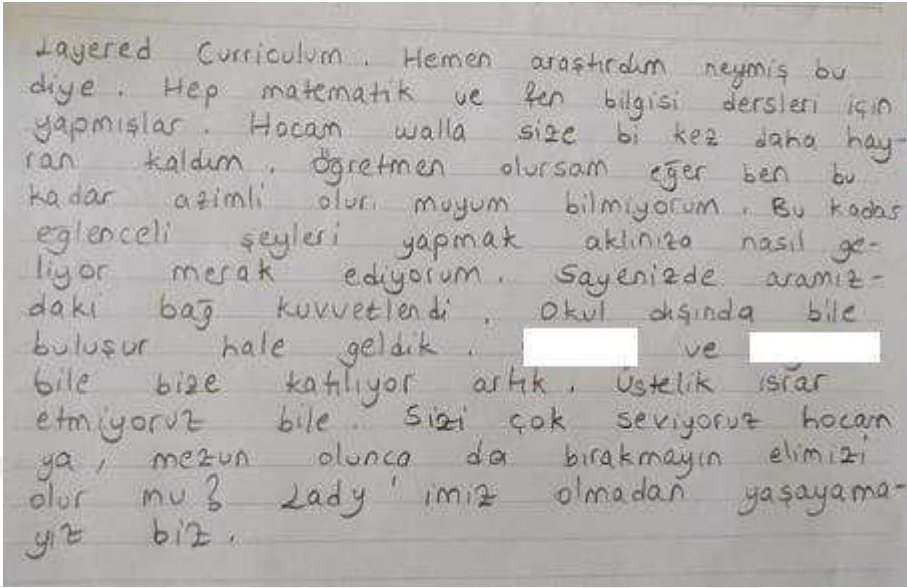 Layered Curriculum. Hemen araştırdım neymiş bu
diye. Hep matematik ve fen bilgisi dersleri için
yapmışlar. Hocam walla size bi kez daha hay-
ran kaldım. Öğretmen olursam eğer ben bu
kadar azimli olur muyum bilmiyorum. Bu kadar
eglenceli şeyleri yapmak aklınıza nasıl ge-
liyor merak ediyorum. Sayenizde aramız-
daki bağ kuvvetlendi. Okul dışında bile
buluşur hale geldik. ve
bile bize katılıyor artık. Üstelik ısrar
etmiyoruz bile. Sizi çok seviyoruz hocam
ya, mezun olunca da bırakmayın elimizi
olur mu? Lady'imiz olmadan yaşayama-
yız biz.